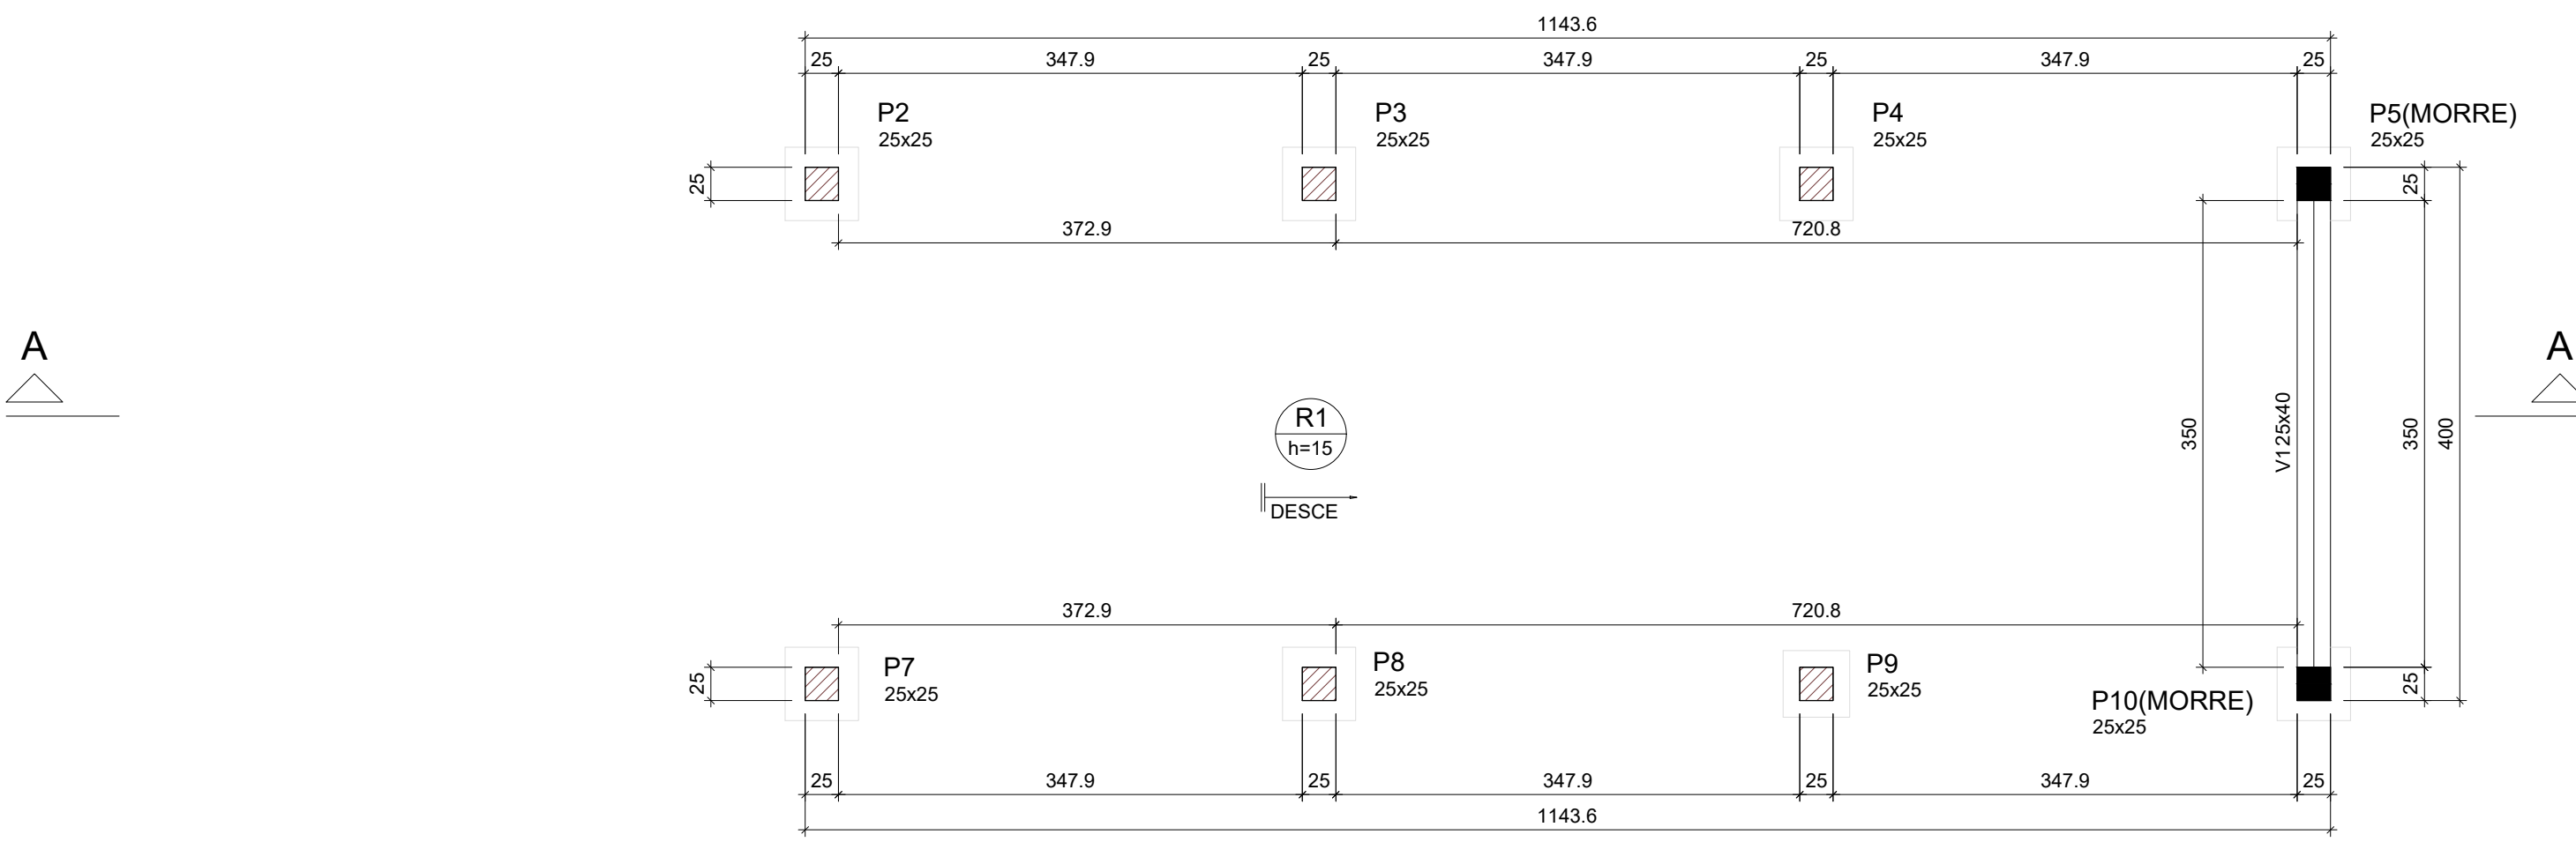 1143.6
25 347.9 25 347.9 25 347.9 25
P2 P3 P4 P5(MORRE)
25x25 25x25 25x25 25x25
25 25
372.9 720.8
A A
R1
h=15
350 V125x40 350 400
DESCE
372.9 720.8
P7 P8 P9
25x25 25x25 25x25
25 25
P10(MORRE)
25x25
25 347.9 25 347.9 25 347.9 25
1143.6